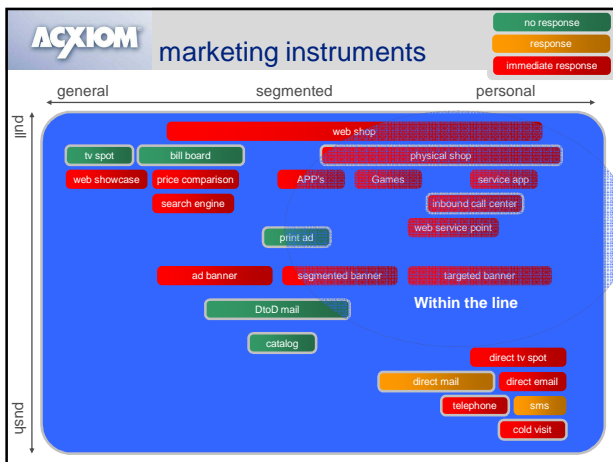 ACXIOM
marketing instruments
no response
response
immediate response
general
segmented
personal
pull
web shop
tv spot
bill board
physical shop
web showcase
price comparison
APP's
Games
service app
search engine
inbound call center
web service point
print ad
ad banner
segmented banner
targeted banner
Within the line
DtoD mail
catalog
direct tv spot
direct mail
direct email
telephone
sms
cold visit
push